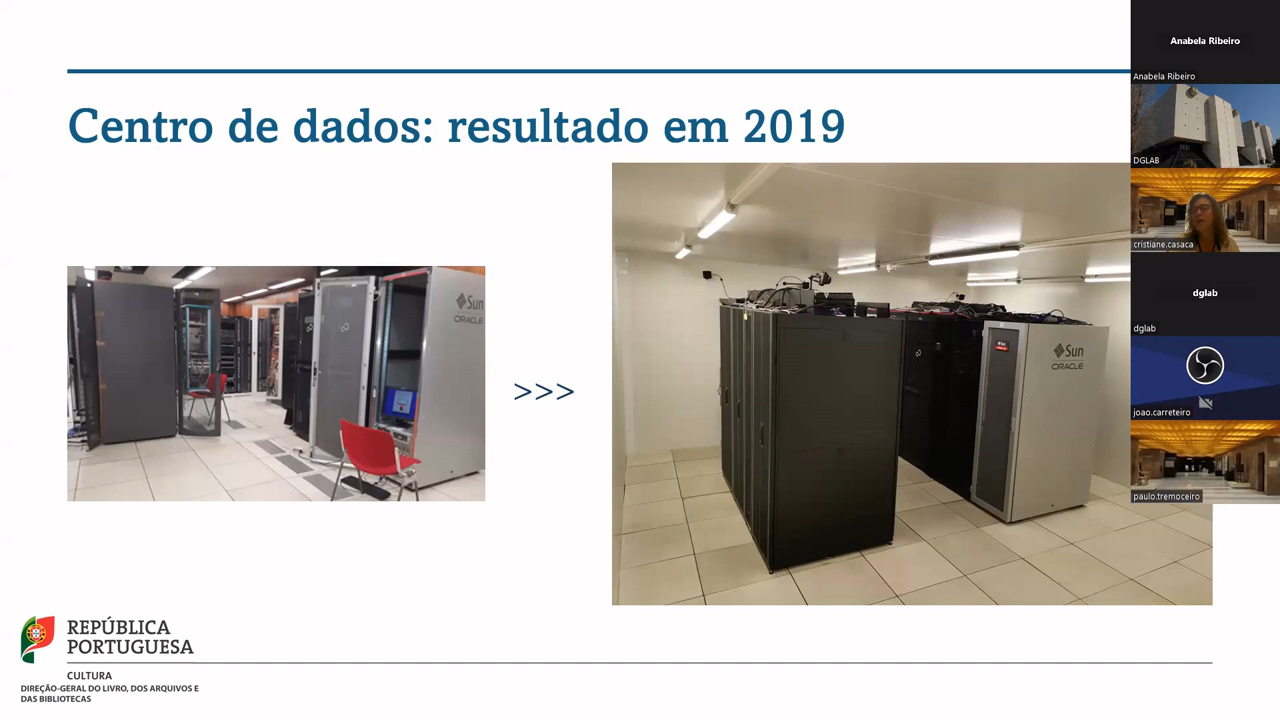 Centro de dados: resultado em 2019
Sun
ORACLE
>>>
Sun
ORACLE
REPÚBLICA
PORTUGUESA
CULTURA
DIREÇÃO-GERAL DO LIVRO, DOS ARQUIVOS E
DAS BIBLIOTECAS
Anabela Ribeiro
Anabela Ribeiro
DGLAB
cristiane.casaca
dglab
dglab
joao.carreteiro
paulo.tremoceiro